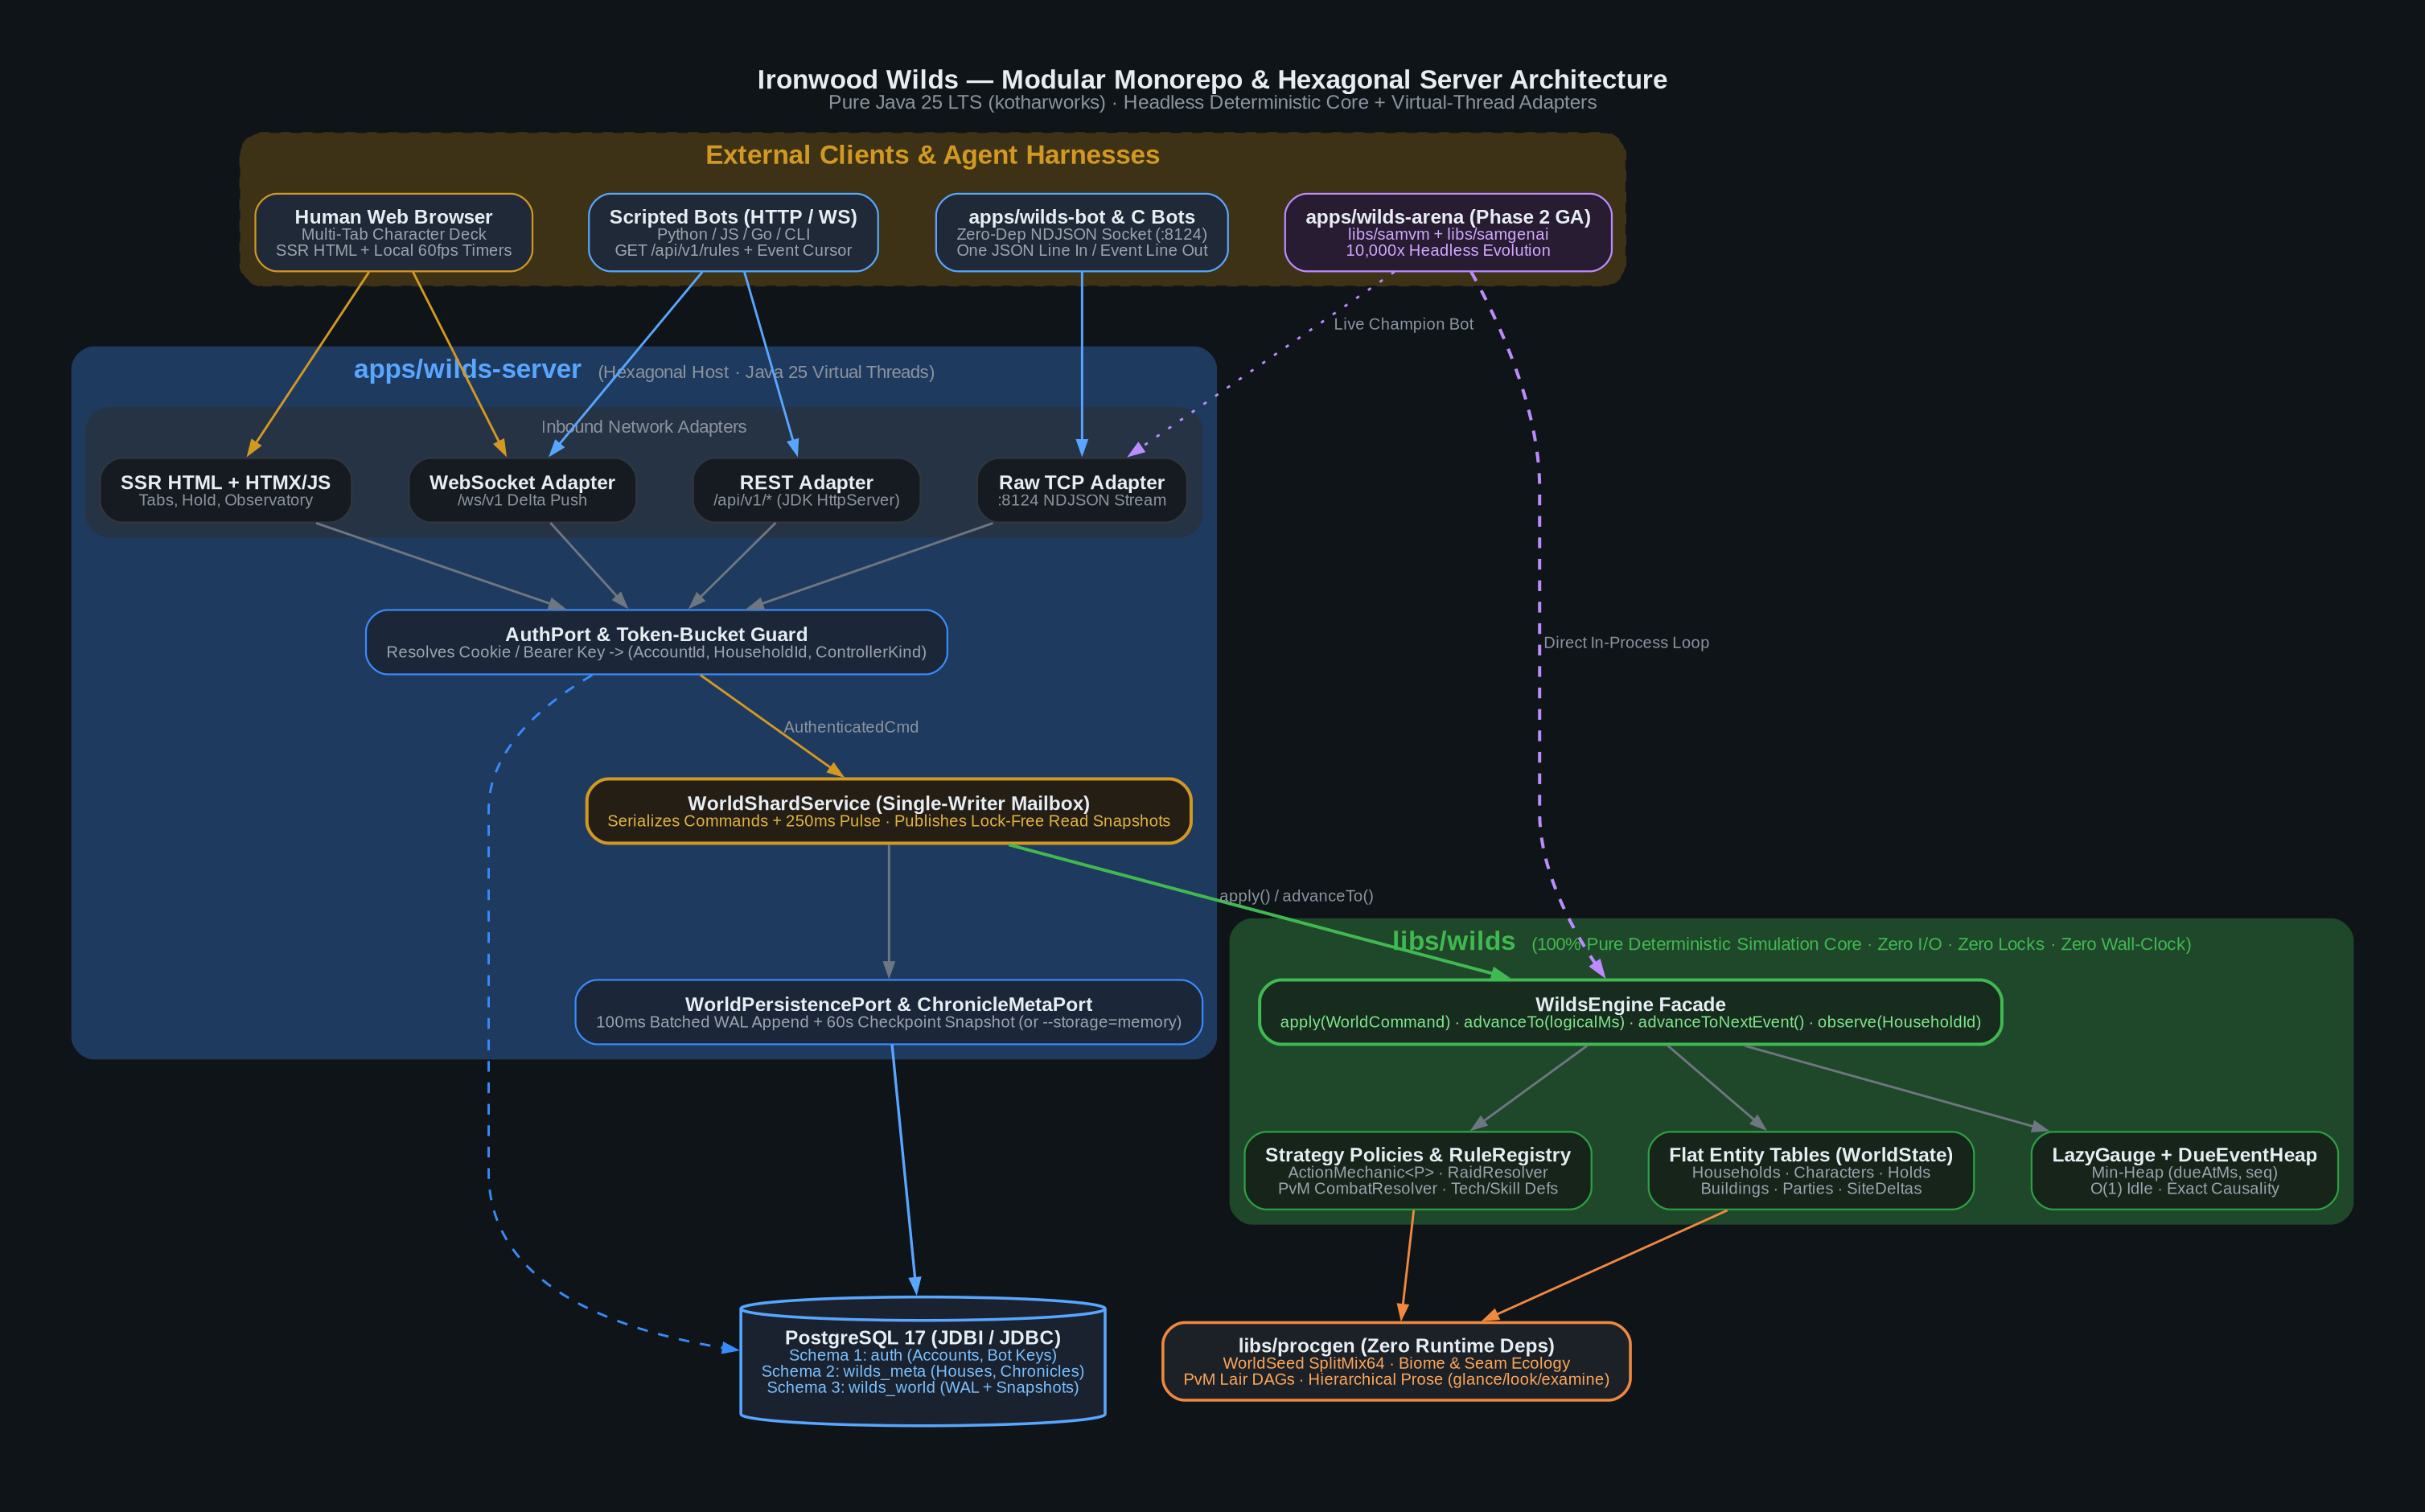 Ironwood Wilds — Modular Monorepo & Hexagonal Server Architecture
Pure Java 25 LTS (kotharworks) · Headless Deterministic Core + Virtual-Thread Adapters
External Clients & Agent Harnesses
Human Web Browser
Multi-Tab Character Deck
SSR HTML + Local 60fps Timers
Scripted Bots (HTTP / WS)
Python / JS / Go / CLI
GET /api/v1/rules + Event Cursor
apps/wilds-bot & C Bots
Zero-Dep NDJSON Socket (:8124)
One JSON Line In / Event Line Out
apps/wilds-arena (Phase 2 GA)
libs/samvm + libs/samgenai
10,000x Headless Evolution
Live Champion Bot
apps/wilds-server (Hexagonal Host · Java 25 Virtual Threads)
Inbound Network Adapters
SSR HTML + HTMX/JS
Tabs, Hold, Observatory
WebSocket Adapter
/ws/v1 Delta Push
REST Adapter
/api/v1/* (JDK HttpServer)
Raw TCP Adapter
:8124 NDJSON Stream
AuthPort & Token-Bucket Guard
Resolves Cookie / Bearer Key -> (AccountId, HouseholdId, ControllerKind)
Direct In-Process Loop
AuthenticatedCmd
WorldShardService (Single-Writer Mailbox)
Serializes Commands + 250ms Pulse · Publishes Lock-Free Read Snapshots
apply() / advanceTo()
libs/wilds (100% Pure Deterministic Simulation Core · Zero I/O · Zero Locks · Zero Wall-Clock)
WorldPersistencePort & ChronicleMetaPort
100ms Batched WAL Append + 60s Checkpoint Snapshot (or --storage=memory)
WildsEngine Facade
apply(WorldCommand) · advanceTo(logicalMs) · advanceToNextEvent() · observe(HouseholdId)
Strategy Policies & RuleRegistry
ActionMechanic<P> · RaidResolver
PvM CombatResolver · Tech/Skill Defs
Flat Entity Tables (WorldState)
Households · Characters · Holds
Buildings · Parties · SiteDeltas
LazyGauge + DueEventHeap
Min-Heap (dueAtMs, seq)
O(1) Idle · Exact Causality
PostgreSQL 17 (JDBI / JDBC)
Schema 1: auth (Accounts, Bot Keys)
Schema 2: wilds_meta (Houses, Chronicles)
Schema 3: wilds_world (WAL + Snapshots)
libs/procgen (Zero Runtime Deps)
WorldSeed SplitMix64 · Biome & Seam Ecology
PvM Lair DAGs · Hierarchical Prose (glance/look/examine)